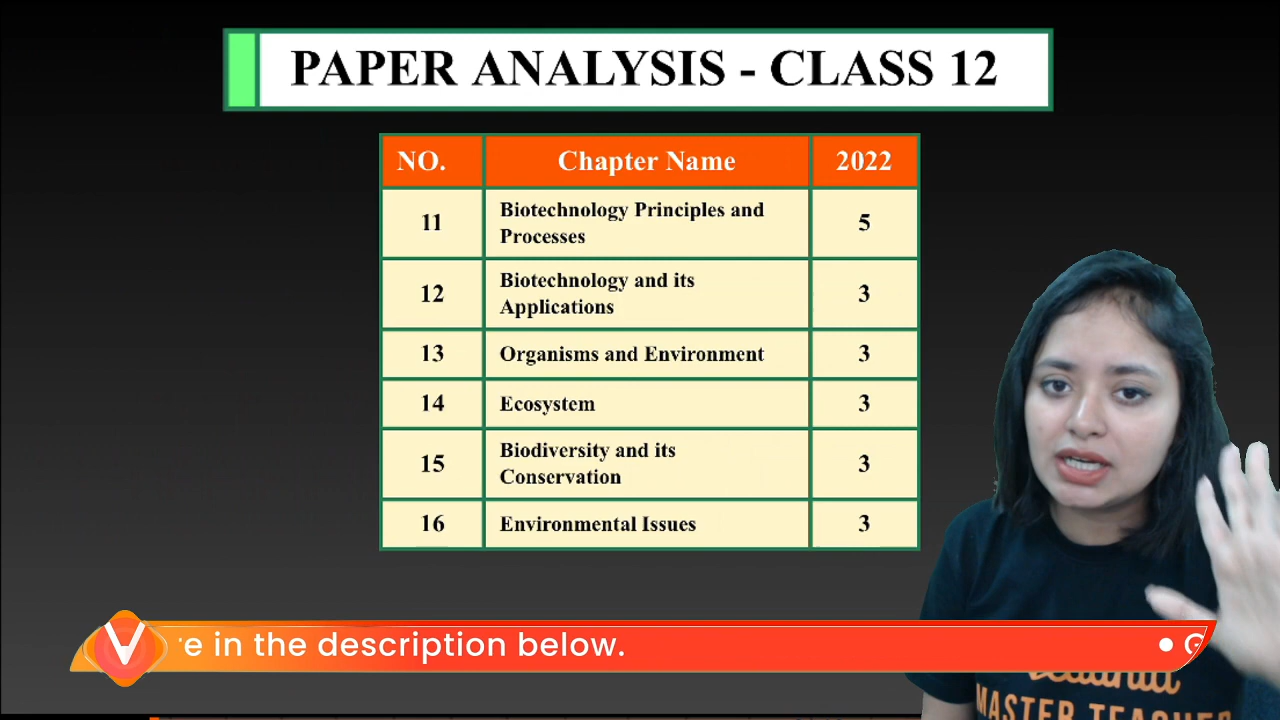 PAPER ANALYSIS - CLASS 12
NO. Chapter Name 2022
11 Biotechnology Principles and Processes 5
12 Biotechnology and its Applications 3
13 Organisms and Environment 3
14 Ecosystem 3
15 Biodiversity and its Conservation 3
16 Environmental Issues 3
in the description below.
MASTER TEACHER